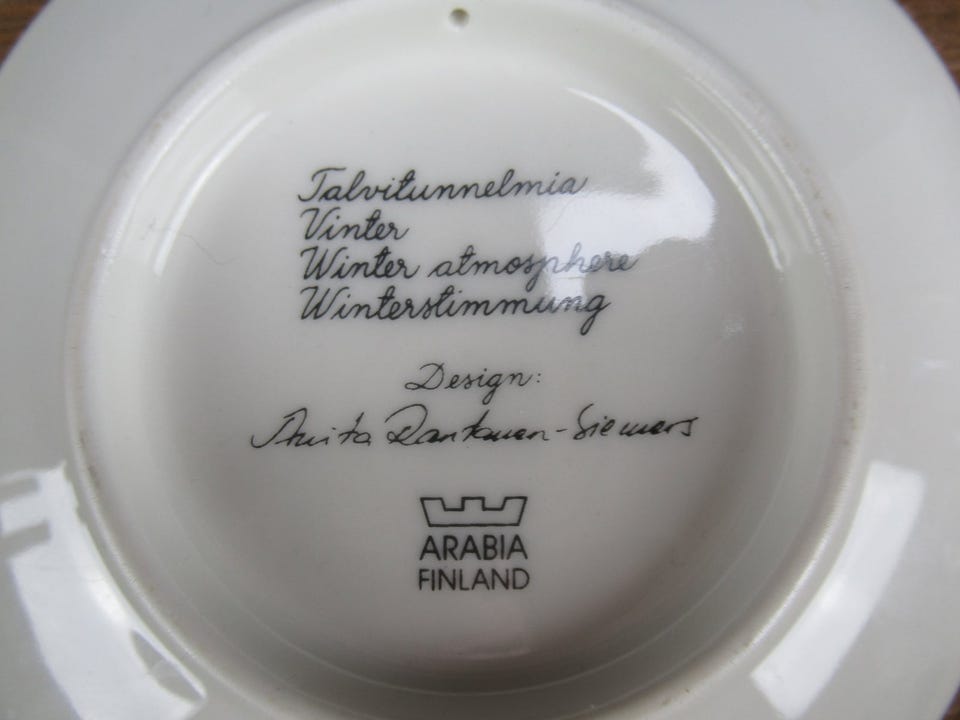 Talvitunnelmia
Vinter
Winter atmosphere
Winterstimmung
Design:
Anita Rantanen-Siemers
ARABIA
FINLAND